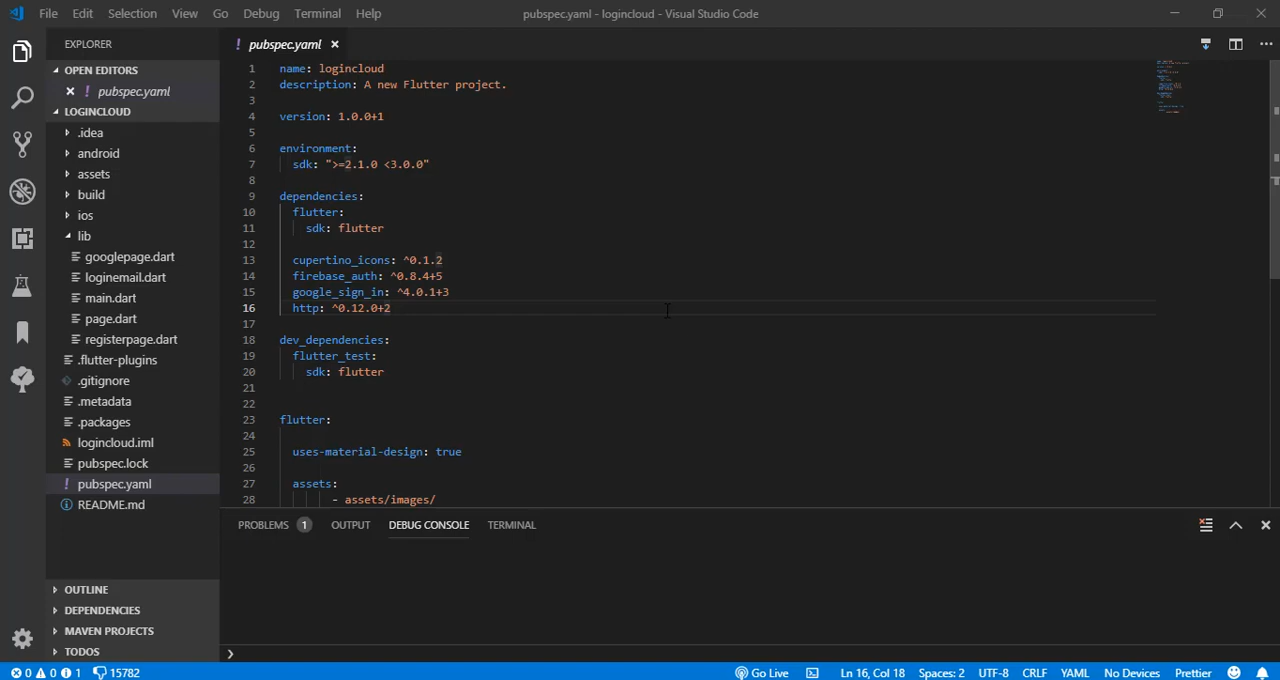 File Edit Selection View Go Debug Terminal Help pubspec.yaml - logincloud - Visual Studio Code
EXPLORER
OPEN EDITORS
! pubspec.yaml
LOGINCLOUD
.idea
android
assets
build
ios
lib
googlepage.dart
loginemail.dart
main.dart
page.dart
registerpage.dart
.flutter-plugins
.gitignore
.metadata
.packages
logincloud.iml
pubspec.lock
! pubspec.yaml
README.md
OUTLINE
DEPENDENCIES
MAVEN PROJECTS
TODOS
! pubspec.yaml
1 name: logincloud
2 description: A new Flutter project.
3
4 version: 1.0.0+1
5
6 environment:
7 sdk: ">=2.1.0 <3.0.0"
8
9 dependencies:
10 flutter:
11 sdk: flutter
12
13 cupertino_icons: ^0.1.2
14 firebase_auth: ^0.8.4+5
15 google_sign_in: ^4.0.1+3
16 http: ^0.12.0+2
17
18 dev_dependencies:
19 flutter_test:
20 sdk: flutter
21
22
23 flutter:
24
25 uses-material-design: true
26
27 assets:
28 - assets/images/
PROBLEMS 1 OUTPUT DEBUG CONSOLE TERMINAL
0 0 1 15782 Go Live Ln 16, Col 18 Spaces: 2 UTF-8 CRLF YAML No Devices Prettier